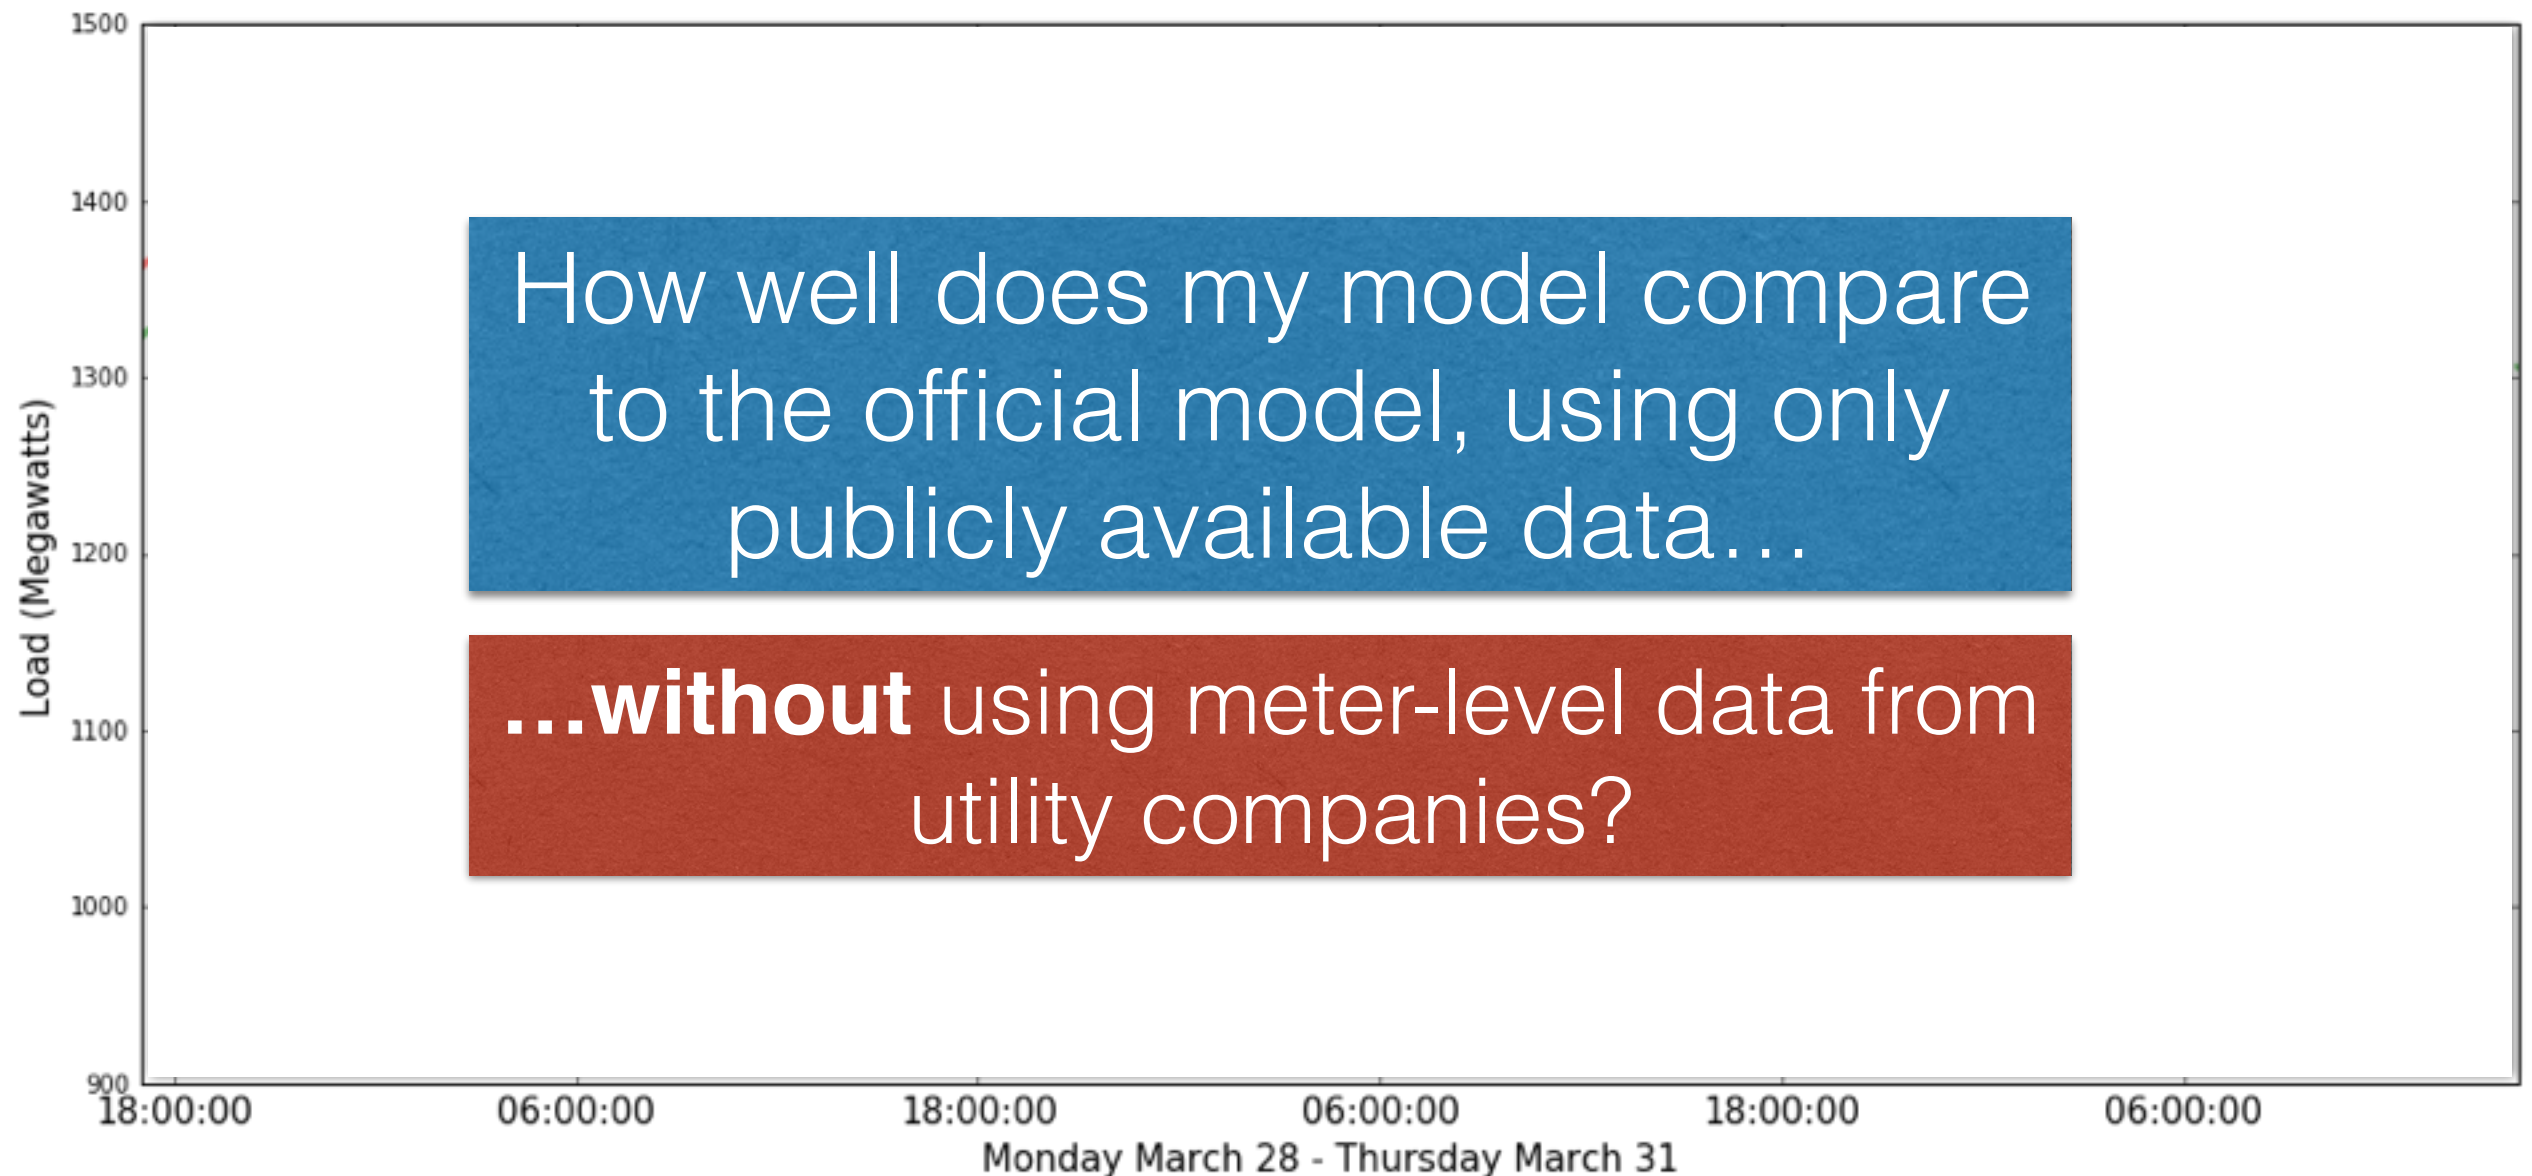 1500
1400
1300
1200
1100
1000
900
Load (Megawatts)
How well does my model compare
to the official model, using only
publicly available data…
…without using meter-level data from
utility companies?
18:00:00 06:00:00 18:00:00 06:00:00 18:00:00 06:00:00
Monday March 28 - Thursday March 31